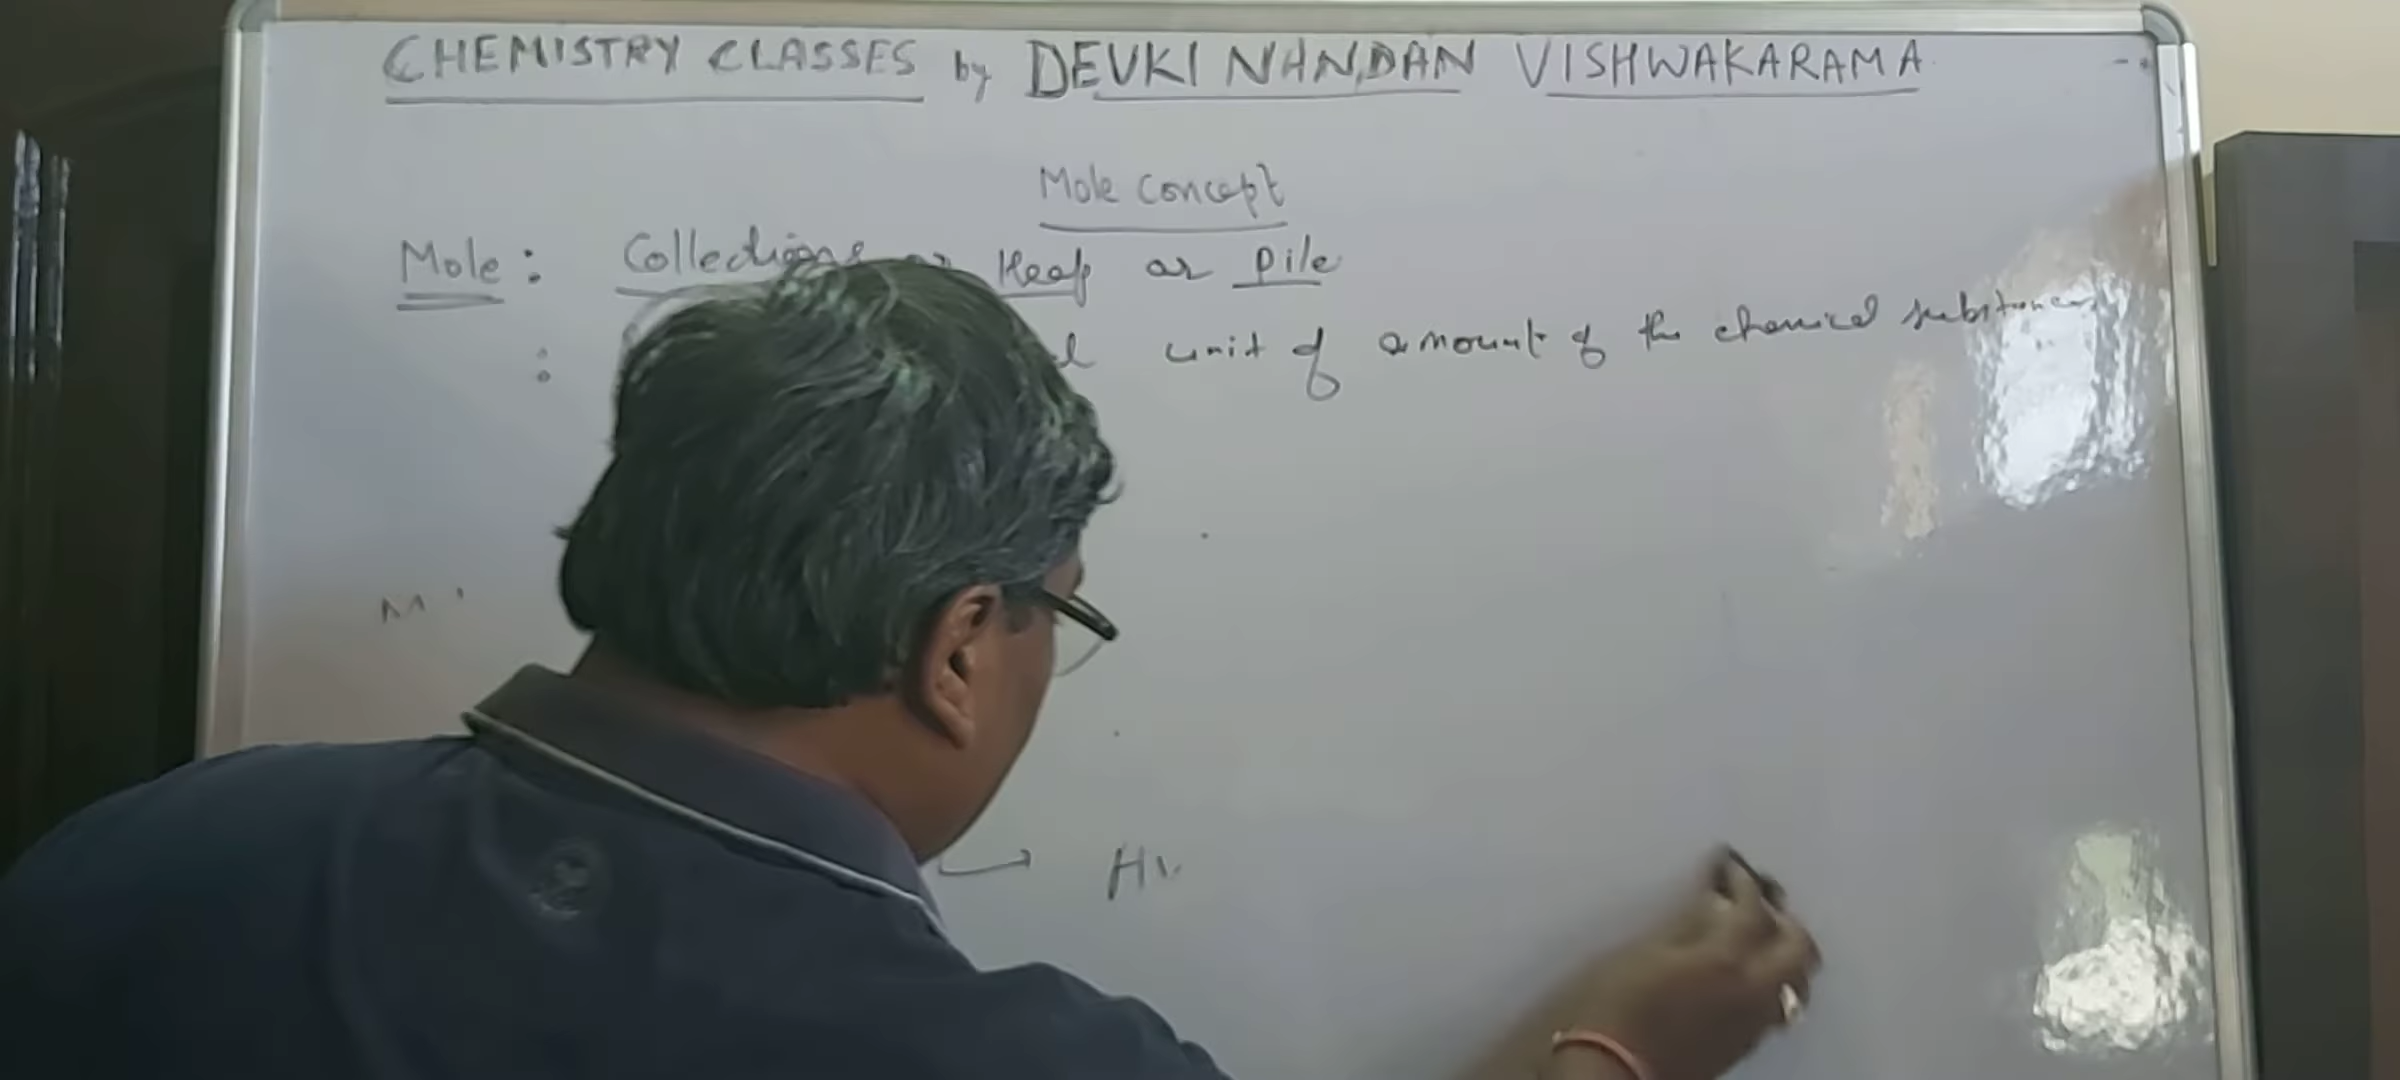 CHEMISTRY CLASSES by DEVKI NANDAN VISHWAKARAMA
Mole Concept
Mole : Collections or Heap or Pile
: unit of amount of the chemical substance